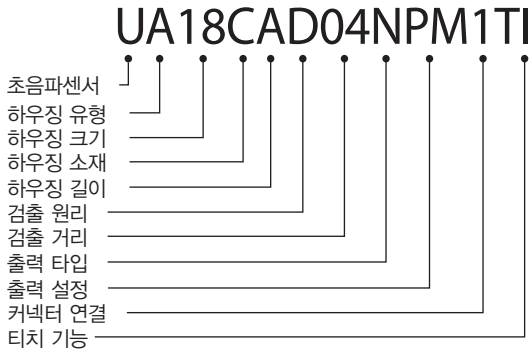 UA18CAD04NPM1TI
초음파센서
하우징 유형
하우징 크기
하우징 소재
하우징 길이
검출 원리
검출 거리
출력 타입
출력 설정
커넥터 연결
티치 기능